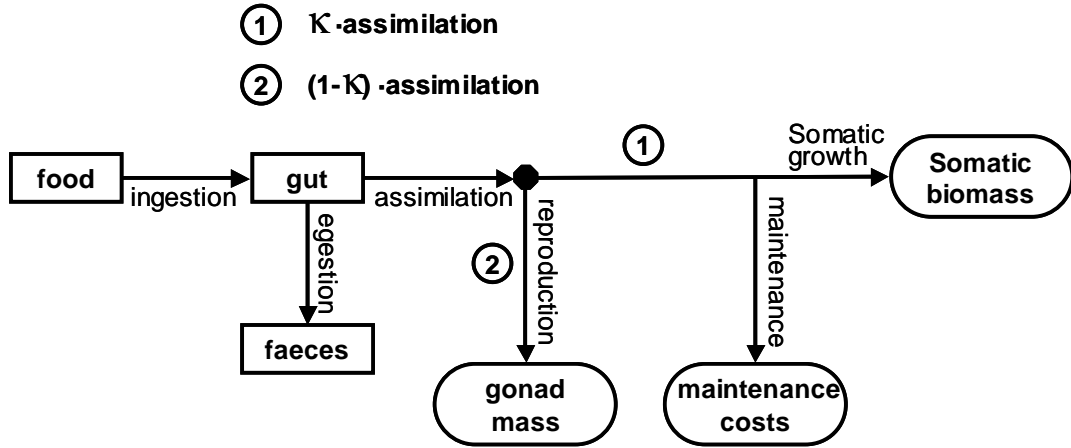 1 K·assimilation
2 (1-K)·assimilation
food
ingestion
gut
assimilation
1
Somatic
growth
Somatic
biomass
egestion
faeces
2
reproduction
gonad
mass
maintenance
maintenance
costs